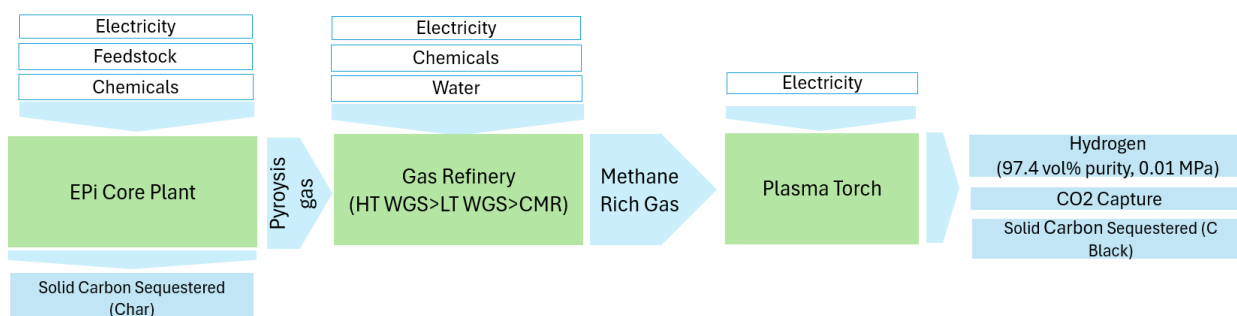 Electricity
Feedstock
Chemicals
EPi Core Plant
Solid Carbon Sequestered
(Char)
Pyroysis
gas
Electricity
Chemicals
Water
Gas Refinery
(HT WGS>LT WGS>CMR)
Methane
Rich Gas
Electricity
Plasma Torch
Hydrogen
(97.4 vol% purity, 0.01 MPa)
CO2 Capture
Solid Carbon Sequestered (C
Black)